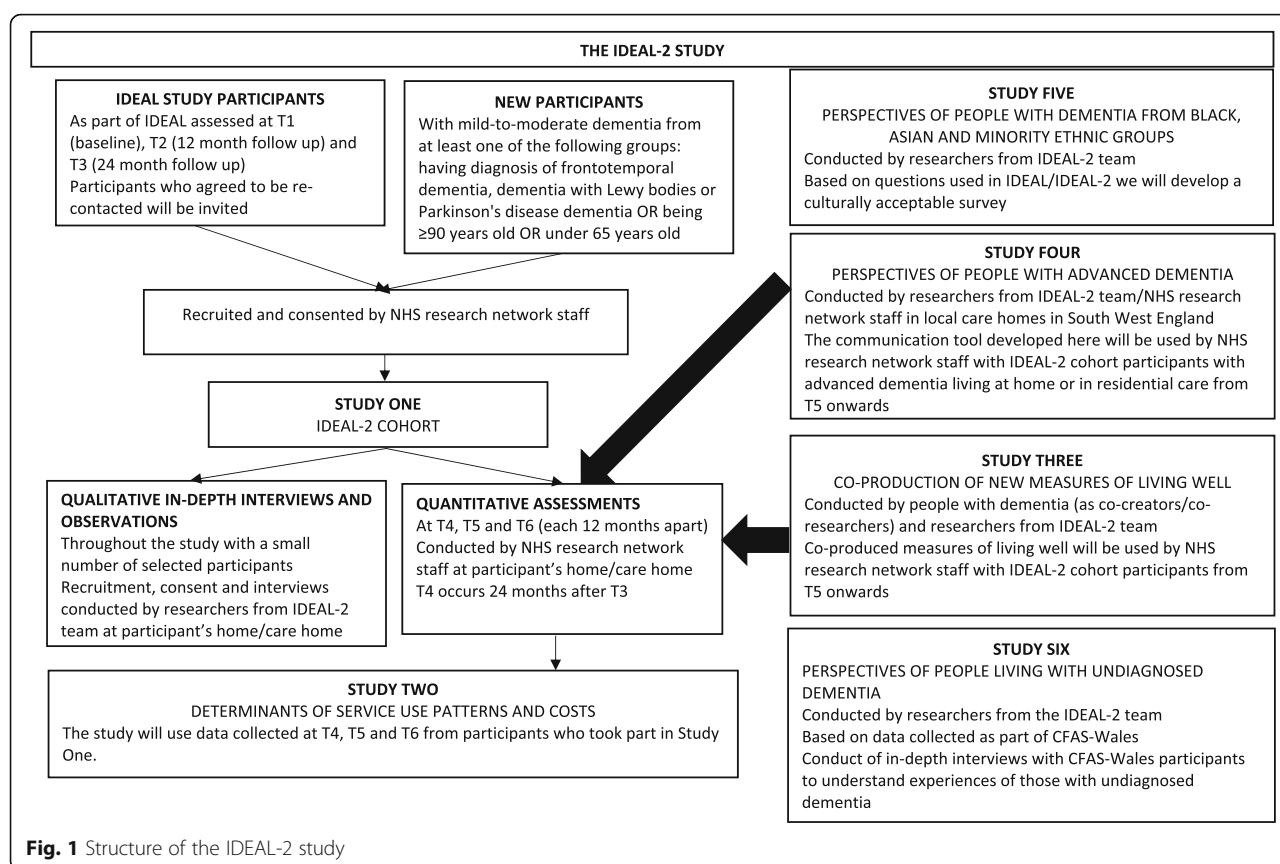 THE IDEAL-2 STUDY
IDEAL STUDY PARTICIPANTS
As part of IDEAL assessed at T1
(baseline), T2 (12 month follow up) and
T3 (24 month follow up)
Participants who agreed to be re-
contacted will be invited
NEW PARTICIPANTS
With mild-to-moderate dementia from
at least one of the following groups:
having diagnosis of frontotemporal
dementia, dementia with Lewy bodies or
Parkinson's disease dementia OR being
≥90 years old OR under 65 years old
Recruited and consented by NHS research network staff
STUDY ONE
IDEAL-2 COHORT
QUALITATIVE IN-DEPTH INTERVIEWS AND
OBSERVATIONS
Throughout the study with a small
number of selected participants
Recruitment, consent and interviews
conducted by researchers from IDEAL-2
team at participant's home/care home
QUANTITATIVE ASSESSMENTS
At T4, T5 and T6 (each 12 months apart)
Conducted by NHS research network
staff at participant's home/care home
T4 occurs 24 months after T3
STUDY TWO
DETERMINANTS OF SERVICE USE PATTERNS AND COSTS
The study will use data collected at T4, T5 and T6 from participants who took part in Study
One.
STUDY FIVE
PERSPECTIVES OF PEOPLE WITH DEMENTIA FROM BLACK,
ASIAN AND MINORITY ETHNIC GROUPS
Conducted by researchers from IDEAL-2 team
Based on questions used in IDEAL/IDEAL-2 we will develop a
culturally acceptable survey
STUDY FOUR
PERSPECTIVES OF PEOPLE WITH ADVANCED DEMENTIA
Conducted by researchers from IDEAL-2 team/NHS research
network staff in local care homes in South West England
The communication tool developed here will be used by NHS
research network staff with IDEAL-2 cohort participants with
advanced dementia living at home or in residential care from
T5 onwards
STUDY THREE
CO-PRODUCTION OF NEW MEASURES OF LIVING WELL
Conducted by people with dementia (as co-creators/co-
researchers) and researchers from IDEAL-2 team
Co-produced measures of living well will be used by NHS
research network staff with IDEAL-2 cohort participants from
T5 onwards
STUDY SIX
PERSPECTIVES OF PEOPLE LIVING WITH UNDIAGNOSED
DEMENTIA
Conducted by researchers from the IDEAL-2 team
Based on data collected as part of CFAS-Wales
Conduct of in-depth interviews with CFAS-Wales participants
to understand experiences of those with undiagnosed
dementia
Fig. 1 Structure of the IDEAL-2 study